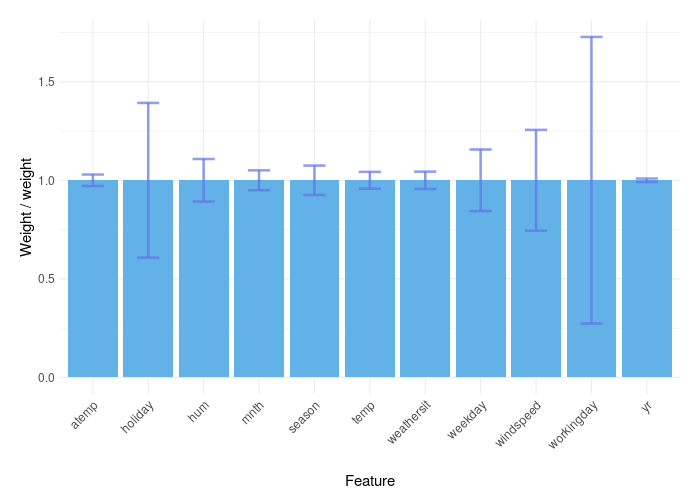 Weight / weight
1.5
1.0
0.5
0.0
atemp
holiday
hum
mnth
season
temp
weathersit
weekday
windspeed
workingday
yr
Feature